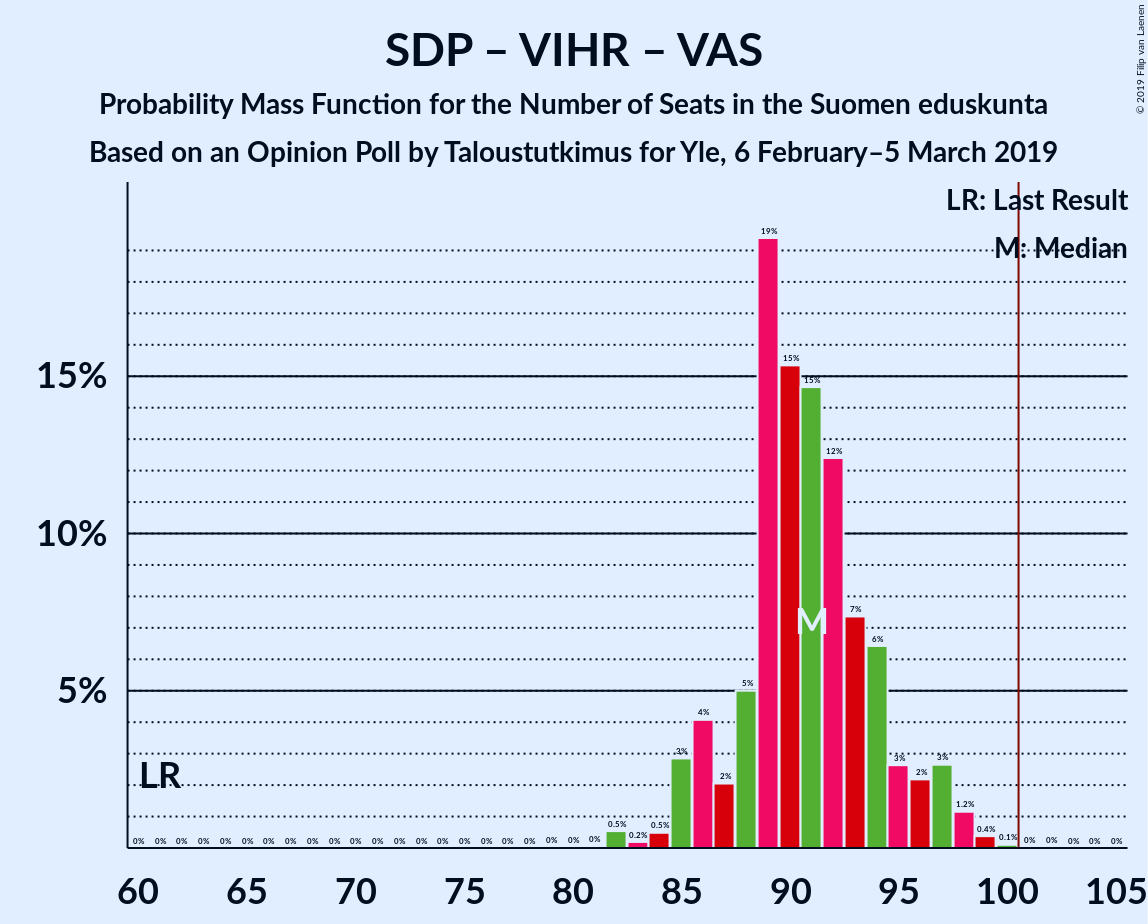 SDP – VIHR – VAS
Probability Mass Function for the Number of Seats in the Suomen eduskunta
Based on an Opinion Poll by Taloustutkimus for Yle, 6 February–5 March 2019
© 2019 Filip van Laenen
LR: Last Result
M: Median
19%
15%
15%
15%
12%
10%
7%
M
6%
5%
5%
4%
3%
3%
3%
2%
2%
LR
1.2%
0.5%
0.5%
0.4%
0.2%
0.1%
0% 0% 0% 0% 0% 0% 0% 0% 0% 0% 0% 0% 0% 0% 0% 0% 0% 0% 0% 0% 0% 0% 0% 0% 0% 0% 0%
60 65 70 75 80 85 90 95 100 105